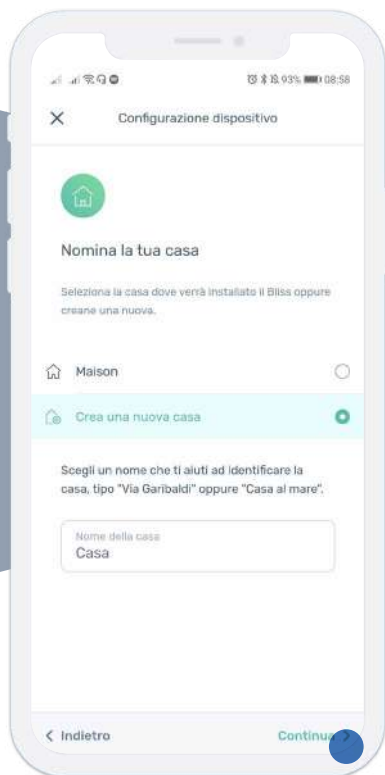 93% 08:58
Configurazione dispositivo
Nomina la tua casa
Seleziona la casa dove verrà installato il Bliss oppure
creane una nuova.
Maison
Crea una nuova casa
Scegli un nome che ti aiuti ad identificare la
casa, tipo "Via Garibaldi" oppure "Casa al mare".
Nome della casa
Casa
Indietro
Continua